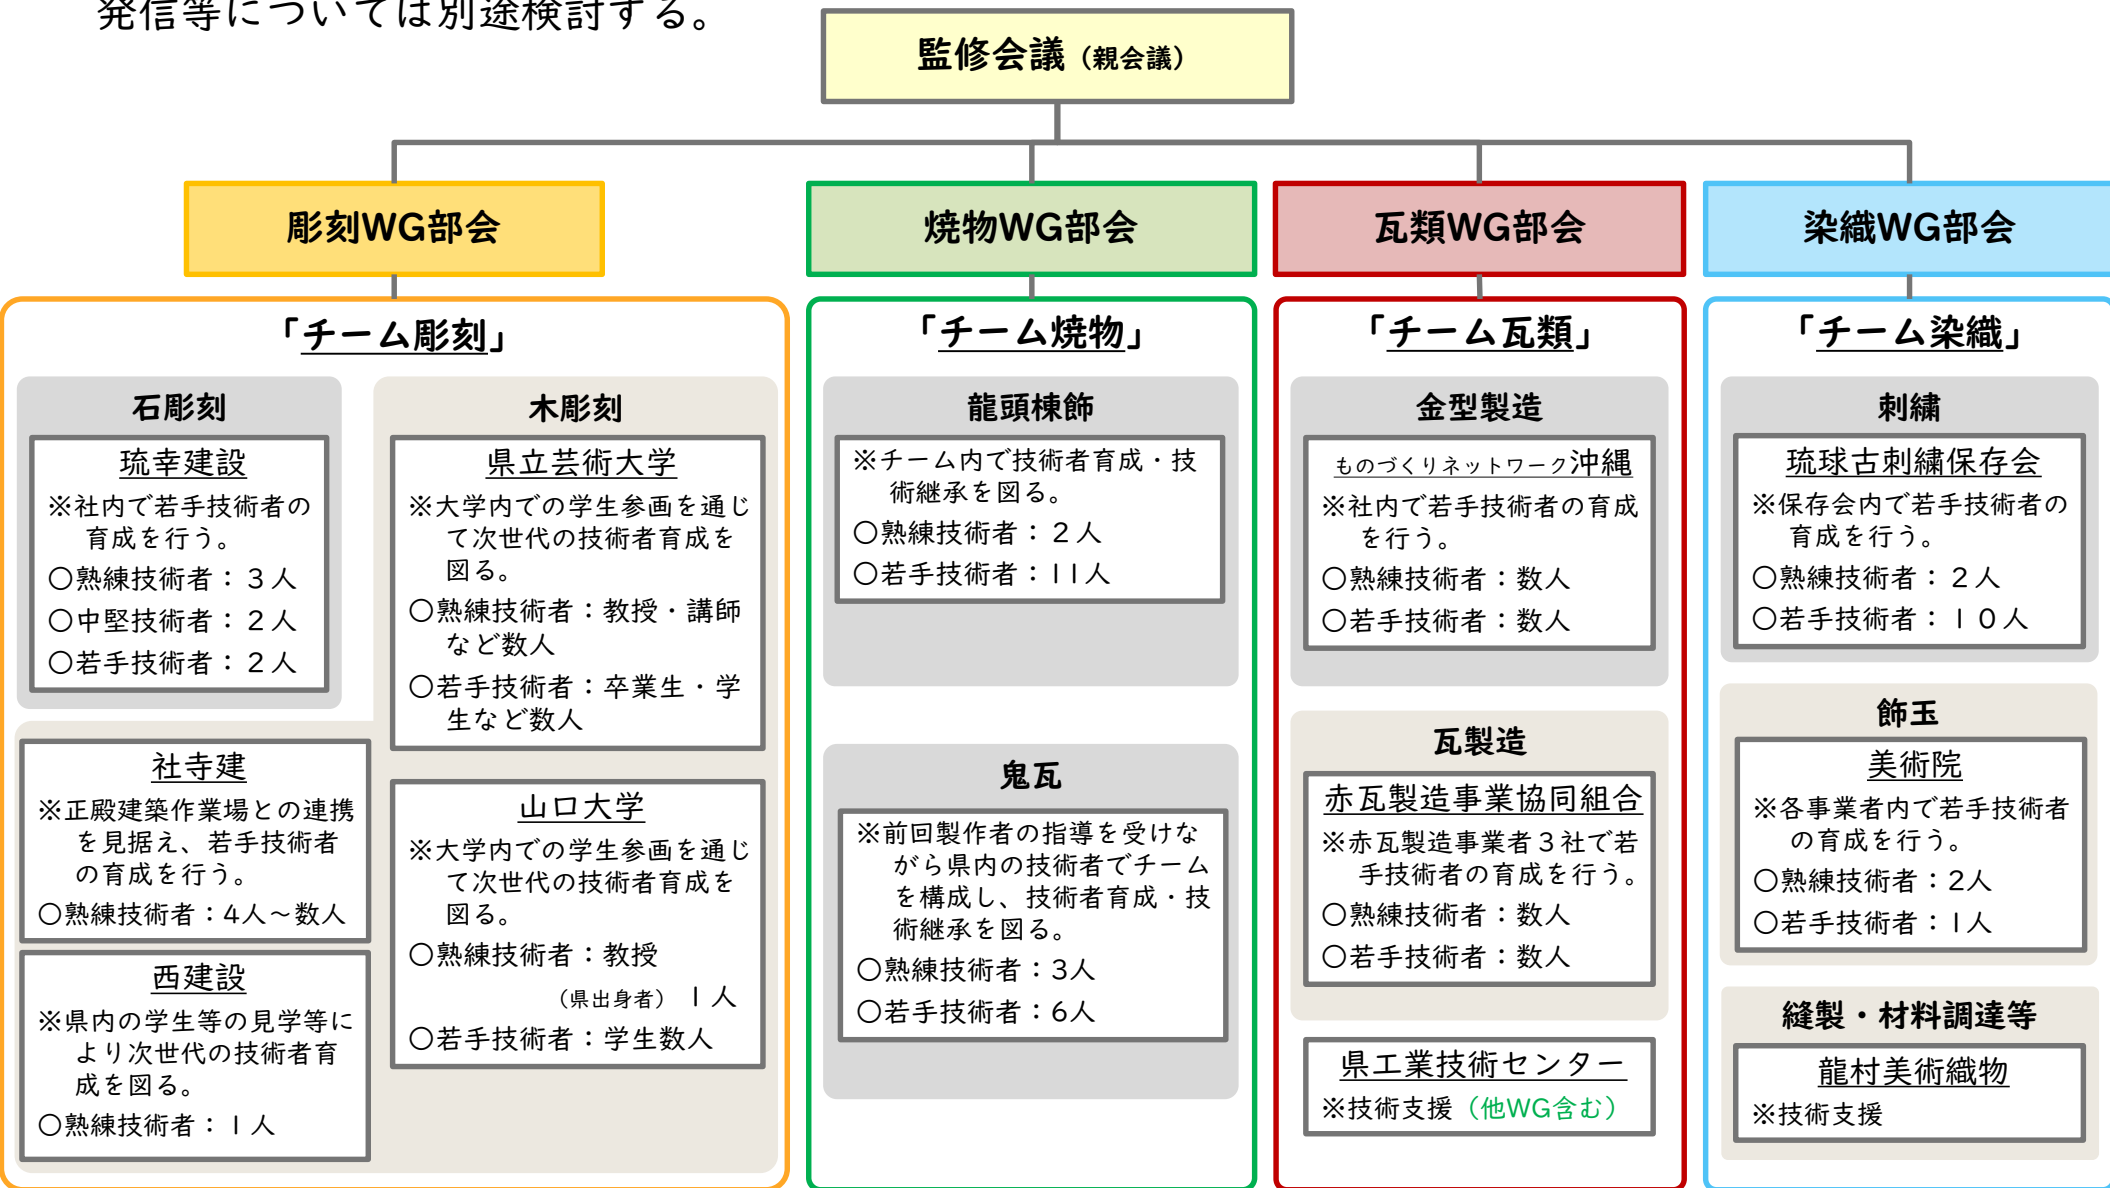 発信等については別途検討する。
監修会議（親会議）
彫刻WG部会
焼物WG部会
瓦類WG部会
染織WG部会
「チーム彫刻」
石彫刻
琉幸建設
※社内で若手技術者の
育成を行う。
〇熟練技術者：３人
〇中堅技術者：２人
〇若手技術者：２人
木彫刻
県立芸術大学
※大学内での学生参画を通じ
て次世代の技術者育成を
図る。
〇熟練技術者：教授・講師
など数人
〇若手技術者：卒業生・学
生など数人
社寺建
※正殿建築作業場との連携
を見据え、若手技術者
の育成を行う。
〇熟練技術者：4人～数人
西建設
※県内の学生等の見学等に
より次世代の技術者育
成を図る。
〇熟練技術者：１人
山口大学
※大学内での学生参画を通じ
て次世代の技術者育成を
図る。
〇熟練技術者：教授
（県出身者） １人
〇若手技術者：学生数人
「チーム焼物」
龍頭棟飾
※チーム内で技術者育成・技
術継承を図る。
〇熟練技術者：２人
〇若手技術者：11人
鬼瓦
※前回製作者の指導を受けな
がら県内の技術者でチーム
を構成し、技術者育成・技
術継承を図る。
〇熟練技術者：3人
〇若手技術者：6人
「チーム瓦類」
金型製造
ものづくりネットワーク沖縄
※社内で若手技術者の育成
を行う。
〇熟練技術者：数人
〇若手技術者：数人
瓦製造
赤瓦製造事業協同組合
※赤瓦製造事業者３社で若
手技術者の育成を行う。
〇熟練技術者：数人
〇若手技術者：数人
県工業技術センター
※技術支援（他WG含む）
「チーム染織」
刺繍
琉球古刺繍保存会
※保存会内で若手技術者の
育成を行う。
〇熟練技術者：２人
〇若手技術者：１０人
飾玉
美術院
※各事業者内で若手技術者
の育成を行う。
〇熟練技術者：2人
〇若手技術者：1人
縫製・材料調達等
龍村美術織物
※技術支援